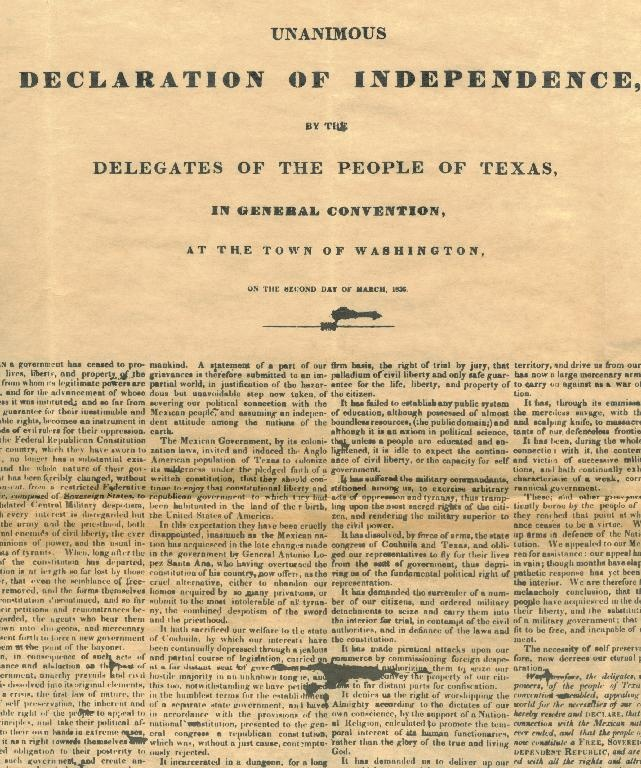 UNANIMOUS
DECLARATION OF INDEPENDENCE,
BY THE
DELEGATES OF THE PEOPLE OF TEXAS,
IN GENERAL CONVENTION,
AT THE TOWN OF WASHINGTON,
ON THE SECOND DAY OF MARCH, 1836.
a government has ceased to pro-
lives, liberty, and property of the
from whom its legitimate powers are
and for the advancement of whose
it was instituted; and so far from
guarantee for their inestimable and
rights, becomes an instrument in
of evil rulers for their oppression.
the Federal Republican Constitution
country, which they have sworn to
no longer has a substantial exis-
and the whole nature of their gov-
has been forcibly changed, without
from a restricted Federative
composed of Sovereign States, to
Central Military despotism,
every interest is disregarded but
the army and the priesthood, both
enemies of civil liberty, the ever
of power, and the usual in-
of tyrants. When, long after the
of the constitution has departed,
is at length so far lost by those
that even the semblance of free-
removed, and the forms themselves
constitution discontinued, and so far
petitions and remonstrances be-
the agents who bear them
into dungeons, and mercenary
sent forth to force a new government
at the point of the bayonet.
in consequence of such acts of
and abduction on the
anarchy prevails and civil
is dissolved into its original elements
a crisis, the first law of nature, the
self preservation, the inherent and
right of the people to appeal to
principles, and take their political af-
to their own hands in extreme cases,
it as a right towards themselves
obligation to their posterity to
such government, and create
mankind. A statement of a part of our
grievances is therefore submitted to an im-
partial world, in justification of the hazar-
dous but unavoidable step now taken, of
severing our political connection with the
Mexican people, and assuming an indepen-
dent attitude among the nations of the
earth.
The Mexican Government, by its coloni-
zation laws, invited and induced the Anglo
American population of Texas to colonize
its wilderness under the pledged faith of a
written constitution, that they should con-
tinue to enjoy that constitutional liberty and
republican government to which they had
been habituated in the land of their birth,
the United States of America.
In this expectation they have been cruelly
disappointed, inasmuch as the Mexican na-
tion has acquiesced in the late changes made
in the government by General Antonio Lo-
pez Santa Ana, who having overturned the
constitution of his country, now offers, as the
cruel alternative, either to abandon our
homes acquired by so many privations, or
submit to the most intolerable of all tyran-
ny, the combined despotism of the sword
and the priesthood.
It hath sacrificed our welfare to the state
of Coahuila, by which our interests have
been continually depressed through a jealous
and partial course of legislation, carried on
at a far distant seat of
hostile majority in an unknown tongue, and
this too, notwithstanding we have
in the humblest terms for the establishment
of a separate state government, and have
in accordance with the provisions of the
national constitution, presented to the gen-
eral congress a republican constitution,
which was, without a just cause, contemptu-
ously rejected.
It incarcerated in a dungeon, for a long
firm basis, the right of trial by jury, that
palladium of civil liberty and only safe guar-
antee for the life, liberty, and property of
the citizen.
It has failed to establish any public system
of education, although possessed of almost
boundless resources, (the public domain) and
although it is an axiom in political science,
that unless a people are educated and en-
lightened, it is idle to expect the continu-
ance of civil liberty, or the capacity for self
government.
It has suffered the military commandants,
stationed among us, to exercise arbitrary
acts of oppression and tyranny, thus tramp-
ling upon the most sacred rights of the citi-
zen, and rendering the military superior to
the civil power.
It has dissolved, by force of arms, the state
congress of Coahuila and Texas, and obli-
ged our representatives to fly for their lives
from the seat of government, thus depri-
ving us of the fundamental political right of
representation.
It has demanded the surrender of a num-
ber of our citizens, and ordered military
detachments to seize and carry them into
the interior for trial, in contempt of the civil
authorities, and in defiance of the laws and
the constitution.
It has made piratical attacks upon our
commerce by commissioning foreign despe-
authorizing them to seize our
convey the property of our citi-
zens to far distant parts for confiscation.
It denies us the right of worshipping the
Almighty according to the dictates of our
own conscience, by the support of a Nation-
al Religion, calculated to promote the tem-
poral interest of its human functionaries,
rather than the glory of the true and living
God.
It has demanded us to deliver up our
territory, and drive us from our
has now a large mercenary arm
to carry on against us a war of
tion.
It has, through its emissa
the merciless savage, with th
and scalping knife, to massacre
tants of our defenceless frontie
It has been, during the whole
connection with it, the contem
and victim of successive mili
tions, and hath continually exh
characteristic of a weak, corr
rannical government.
These, and other grievances
tiently borne by the people of
they reached that point at wh
ance ceases to be a virtue. W
up arms in defence of the Natio
tution. We appealed to our Me
ren for assistance: our appeal ha
in vain; though months have elap
pathetic response has yet been
the interior. We are therefore
melancholy conclusion, that th
people have acquiesced in the des
their liberty, and the substitut
of a military government; that
fit to be free, and incapable of
ment.
The necessity of self preserva
fore, now decrees our eternal
aration.
We, therefore, the delegates,
powers, of the people of Texas
convention assembled, appealing
world for the necessities of our co
hereby resolve and DECLARE, that
connection with the Mexican nat
ever ended, and that the people of
now constitute a FREE, SOVEREI
DEPENDENT REPUBLIC, and are
ed with all the rights and attri